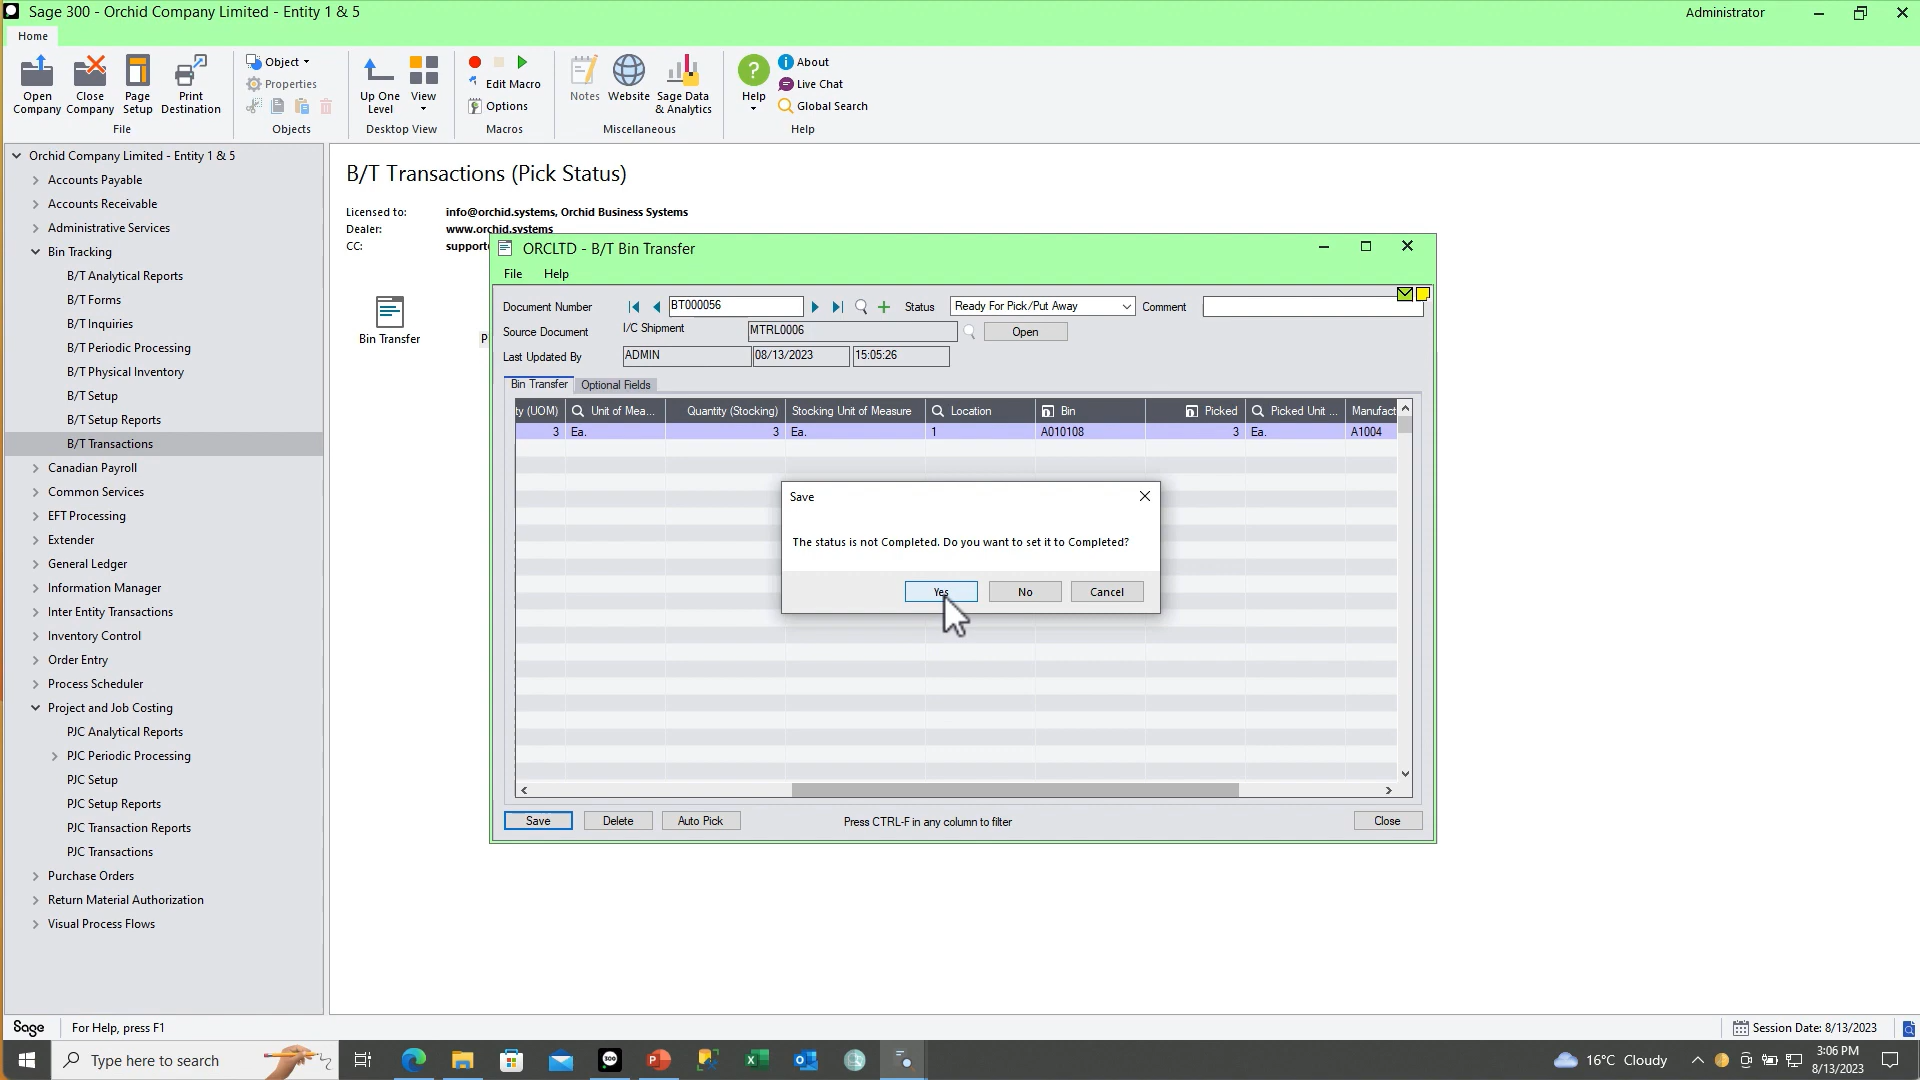 Sage 300 - Orchid Company Limited - Entity 1 & 5
Administrator
Home
Open Company
Close Company
Page Setup
Print Destination
File
Object
Properties
Objects
Up One Level
View
Desktop View
Edit Macro
Options
Macros
Notes
Website
Sage Data & Analytics
Miscellaneous
Help
About
Live Chat
Global Search
Help
Orchid Company Limited - Entity 1 & 5
Accounts Payable
Accounts Receivable
Administrative Services
Bin Tracking
B/T Analytical Reports
B/T Forms
B/T Inquiries
B/T Periodic Processing
B/T Physical Inventory
B/T Setup
B/T Setup Reports
B/T Transactions
Canadian Payroll
Common Services
EFT Processing
Extender
General Ledger
Information Manager
Inter Entity Transactions
Inventory Control
Order Entry
Process Scheduler
Project and Job Costing
PJC Analytical Reports
PJC Periodic Processing
PJC Setup
PJC Setup Reports
PJC Transaction Reports
PJC Transactions
Purchase Orders
Return Material Authorization
Visual Process Flows
B/T Transactions (Pick Status)
Licensed to: info@orchid.systems, Orchid Business Systems
Dealer: www.orchid.systems
CC: support
Bin Transfer
P
ORCLTD - B/T Bin Transfer
File Help
Document Number BT000056 Status Ready For Pick/Put Away Comment
Source Document I/C Shipment MTRL0006 Open
Last Updated By ADMIN 08/13/2023 15:05:26
Bin Transfer Optional Fields
ty (UOM) Unit of Mea... Quantity (Stocking) Stocking Unit of Measure Location Bin Picked Picked Unit ... Manufact
3 Ea. 3 Ea. 1 A010108 3 Ea. A1004
Save
The status is not Completed. Do you want to set it to Completed?
Yes No Cancel
Save Delete Auto Pick Press CTRL-F in any column to filter Close
Sage For Help, press F1 Session Date: 8/13/2023
Type here to search
300
16°C Cloudy
3:06 PM
8/13/2023